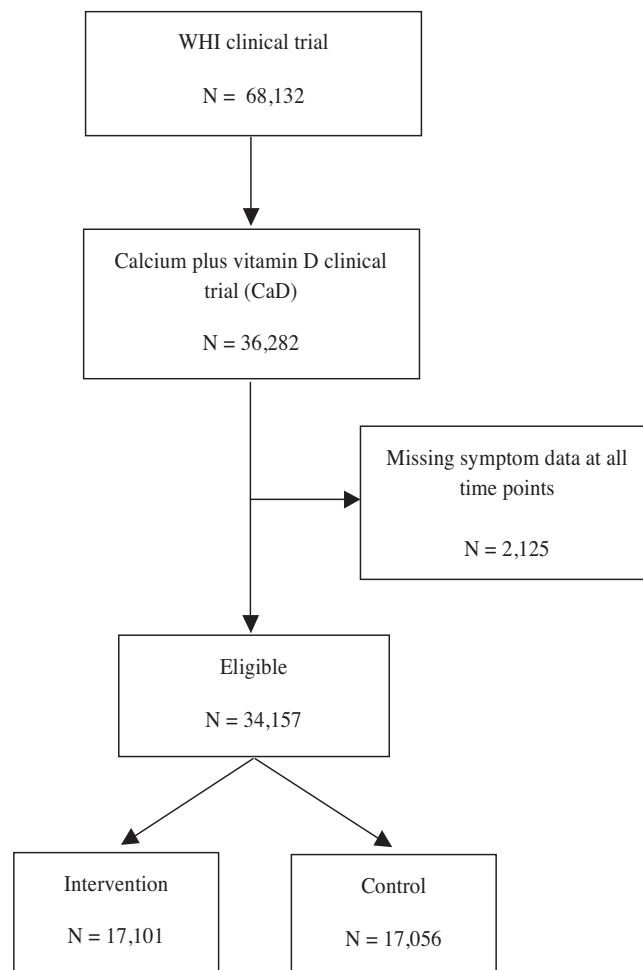 WHI clinical trial
N = 68,132
Calcium plus vitamin D clinical
trial (CaD)
N = 36,282
Missing symptom data at all
time points
N = 2,125
Eligible
N = 34,157
Intervention
N = 17,101
Control
N = 17,056